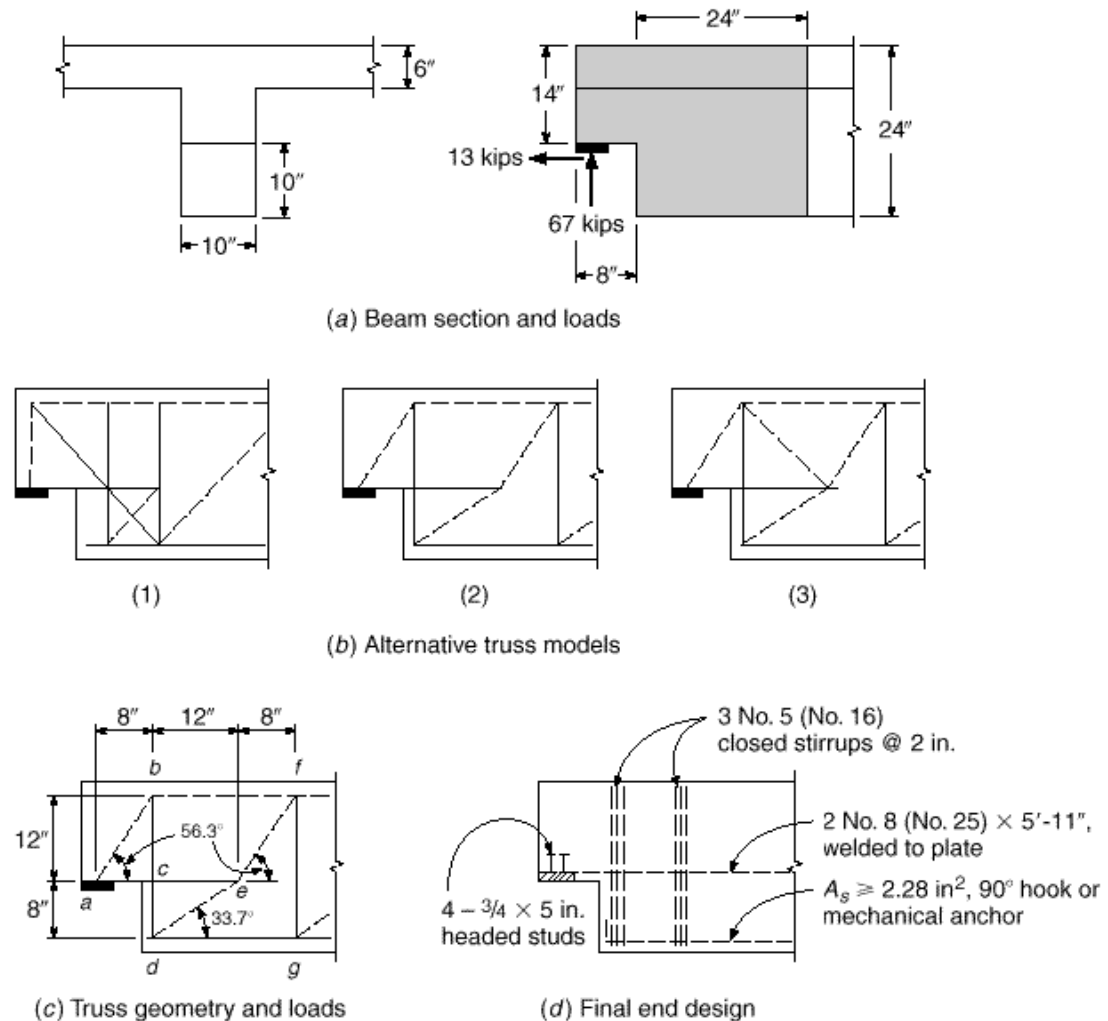 24″
6″
14″
24″
13 kips
10″
67 kips
10″
8″
(a) Beam section and loads
(1)
(2)
(3)
(b) Alternative truss models
8″ 12″ 8″
b f
12″
56.3°
c
a
e
8″
33.7°
d g
(c) Truss geometry and loads
3 No. 5 (No. 16)
closed stirrups @ 2 in.
2 No. 8 (No. 25) × 5′-11″,
welded to plate
4 – 3/4 × 5 in.
headed studs
As ⩾ 2.28 in², 90° hook or
mechanical anchor
(d) Final end design